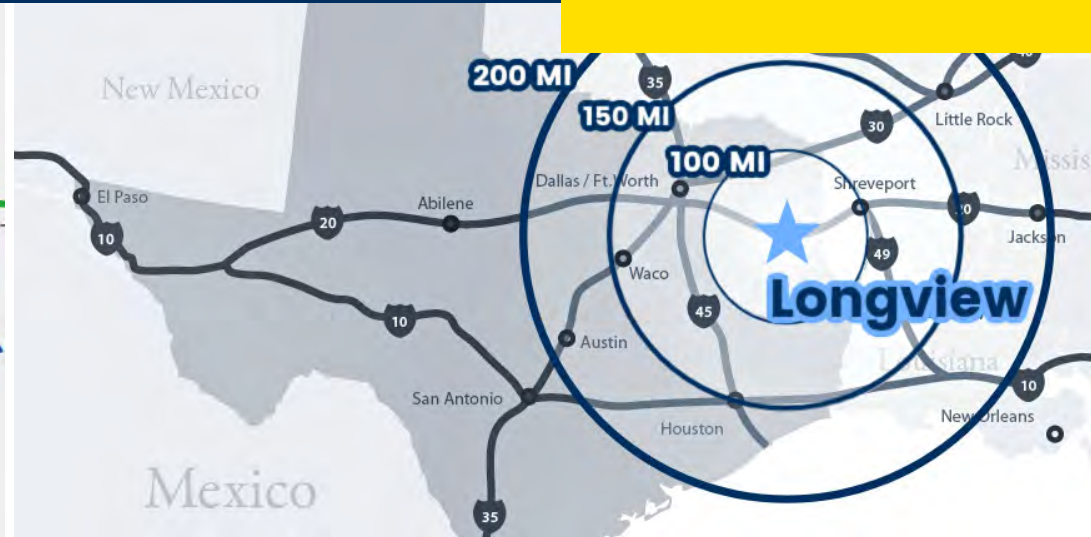 200 MI
New Mexico
35
150 MI
Little Rock
30
100 MI
Missis
Dallas / Ft. Worth
Shreveport
El Paso
Abilene
20
20
Jackson
10
49
Waco
Longview
45
10
Austin
Louisiana
10
San Antonio
New Orleans
Houston
Mexico
35